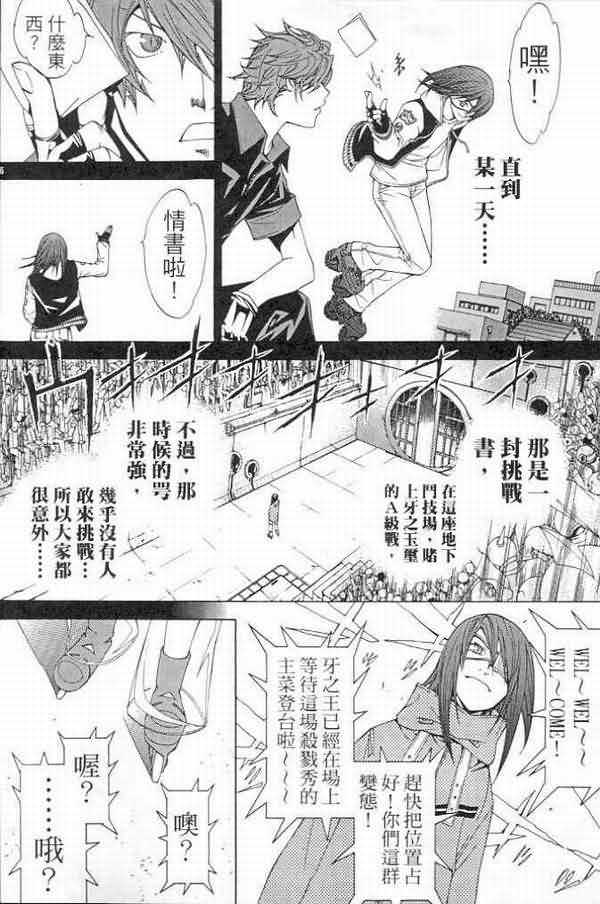 嘿！
直到
某一天……
什麼東
西？
情書啦！
那是一
封挑戰
書，
在這座地下
鬥技場，賭
上牙之玉璽
的A級戰，
不過，那
時候的咢
非常強，
幾乎沒有人
敢來挑戰…
所以大家都
很意外……
WEL～WEL～
WEL～COME！
趕快把位置占
好！你們這群
變態！
牙之王已經在場上
等待這場殺戮秀的
主菜登台啦～～～
噢？
喔？
……哦？